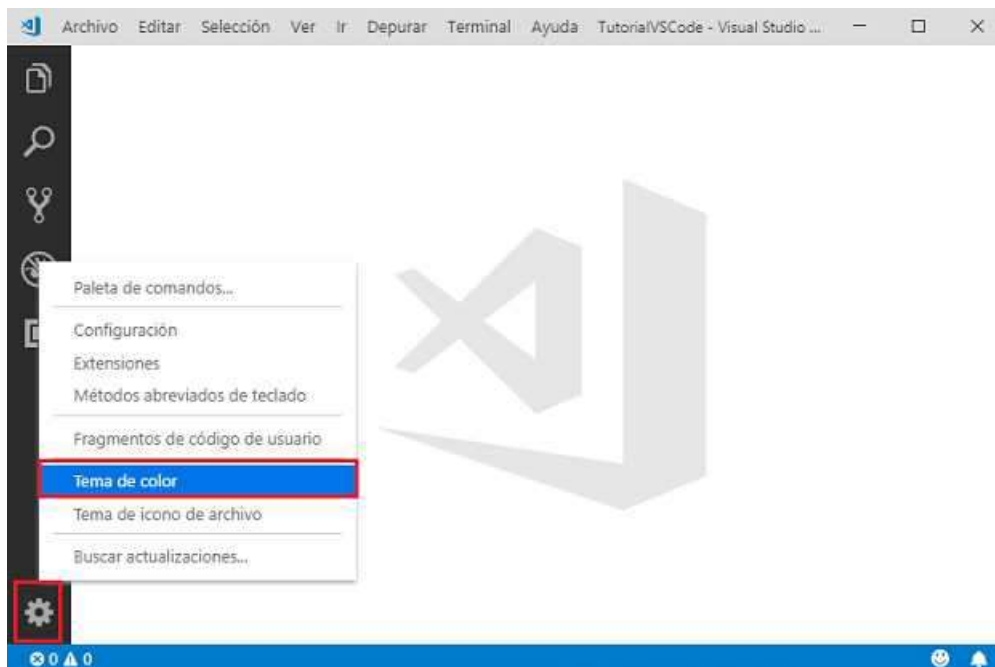 Archivo Editar Selección Ver Ir Depurar Terminal Ayuda TutorialVSCode - Visual Studio ...
Paleta de comandos...
Configuración
Extensiones
Métodos abreviados de teclado
Fragmentos de código de usuario
Tema de color
Tema de icono de archivo
Buscar actualizaciones...
0 0